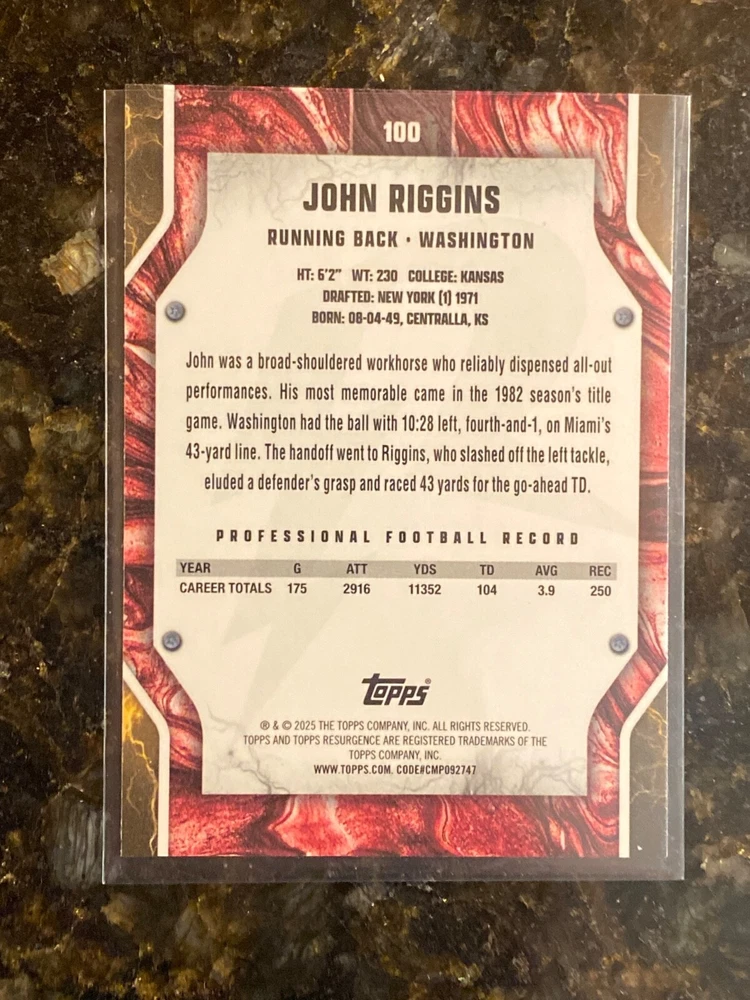 100
JOHN RIGGINS
RUNNING BACK • WASHINGTON
HT: 6'2" WT: 230 COLLEGE: KANSAS
DRAFTED: NEW YORK (1) 1971
BORN: 08-04-49, CENTRALLA, KS
John was a broad-shouldered workhorse who reliably dispensed all-out
performances. His most memorable came in the 1982 season's title
game. Washington had the ball with 10:28 left, fourth-and-1, on Miami's
43-yard line. The handoff went to Riggins, who slashed off the left tackle,
eluded a defender's grasp and raced 43 yards for the go-ahead TD.
PROFESSIONAL FOOTBALL RECORD
YEAR G ATT YDS TD AVG REC
CAREER TOTALS 175 2916 11352 104 3.9 250
Topps®
® & © 2025 THE TOPPS COMPANY, INC. ALL RIGHTS RESERVED.
TOPPS AND TOPPS RESURGENCE ARE REGISTERED TRADEMARKS OF THE
TOPPS COMPANY, INC.
WWW.TOPPS.COM. CODE#CMP092747